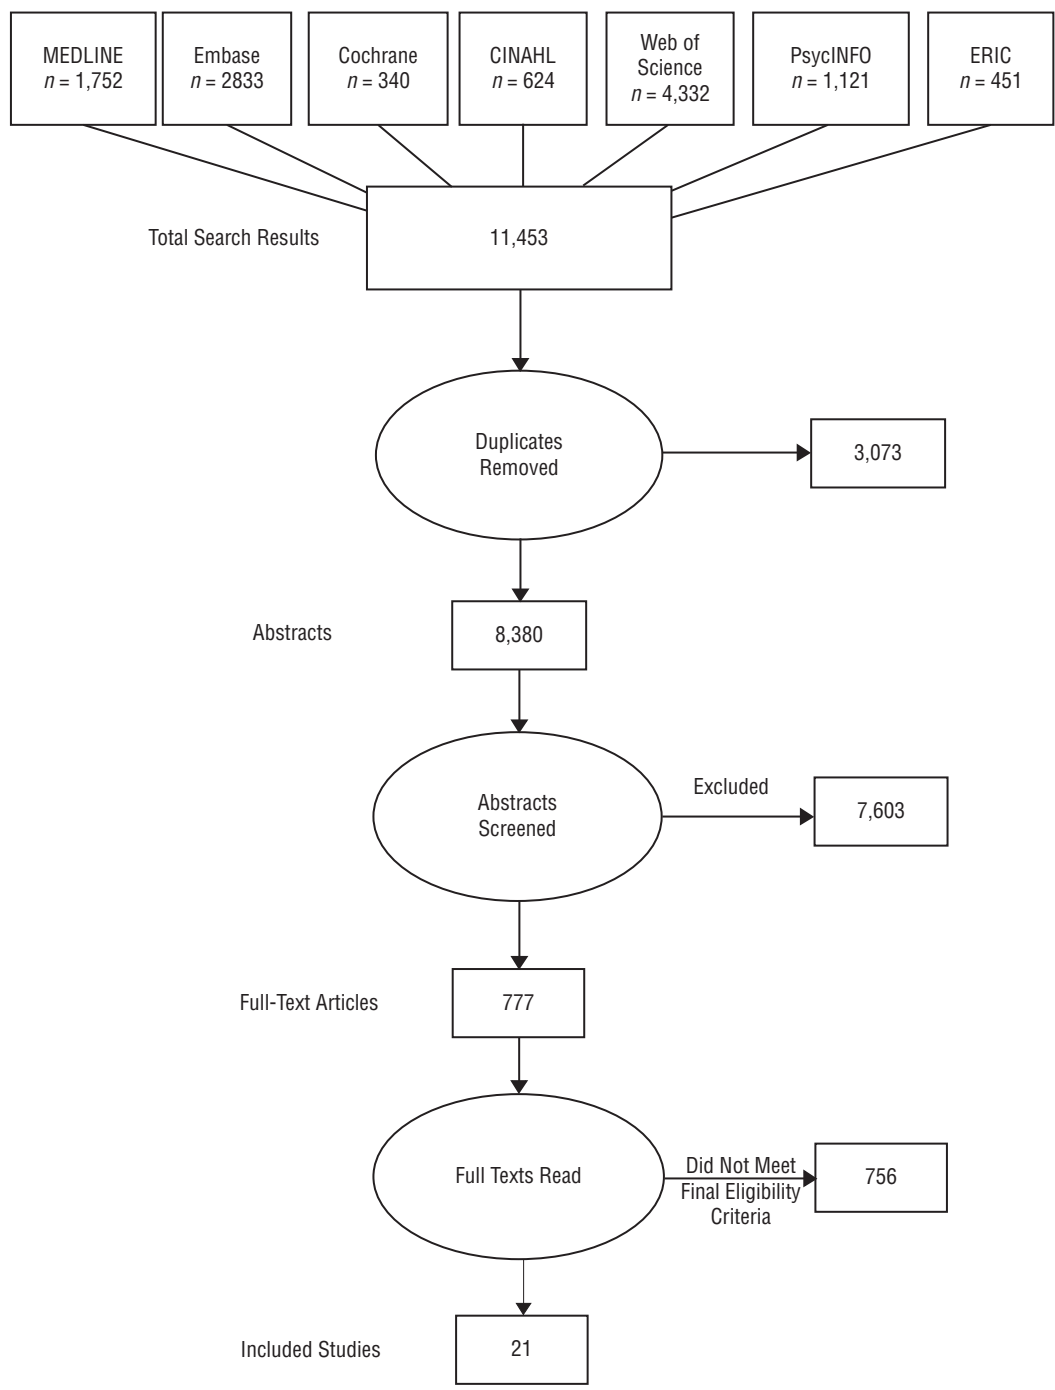 MEDLINE
n = 1,752
Embase
n = 2833
Cochrane
n = 340
CINAHL
n = 624
Web of
Science
n = 4,332
PsycINFO
n = 1,121
ERIC
n = 451
Total Search Results
11,453
Duplicates
Removed
3,073
Abstracts
8,380
Abstracts
Screened
Excluded
7,603
Full-Text Articles
777
Full Texts Read
Did Not Meet
Final Eligibility
Criteria
756
Included Studies
21